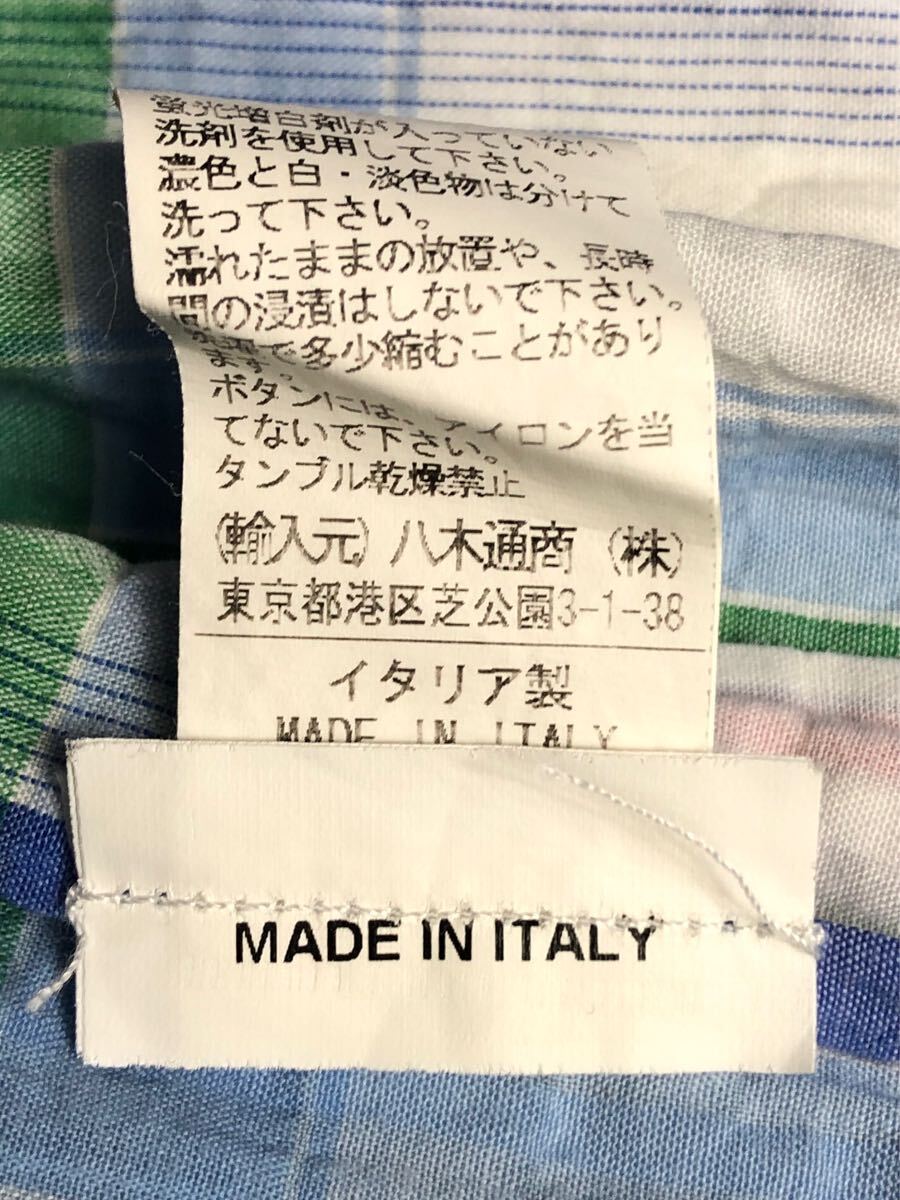 蛍光増白剤が入っていない
洗剤を使用して下さい。
濃色と白・淡色物は分けて
洗って下さい。
濡れたままの放置や、長時
間の浸漬はしないで下さい。
で多少縮むことがあり
ます。
ボタンには、アイロンを当
てないで下さい。
タンブル乾燥禁止
(輸入元) 八木通商 (株)
東京都港区芝公園3-1-38
イタリア製
MADE IN ITALY
MADE IN ITALY